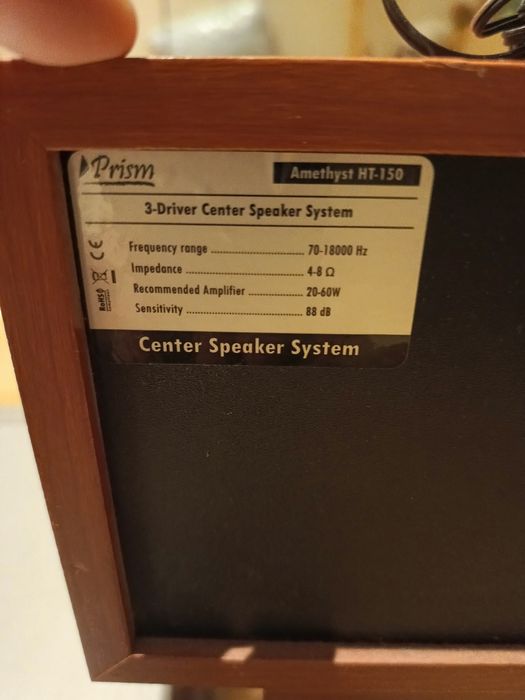 Prism
Amethyst HT-150
3-Driver Center Speaker System
Frequency range ........................ 70-18000 Hz
Impedance .............................. 4-8 Ω
Recommended Amplifier .............. 20-60W
Sensitivity .............................. 88 dB
CE
RoHS
Center Speaker System